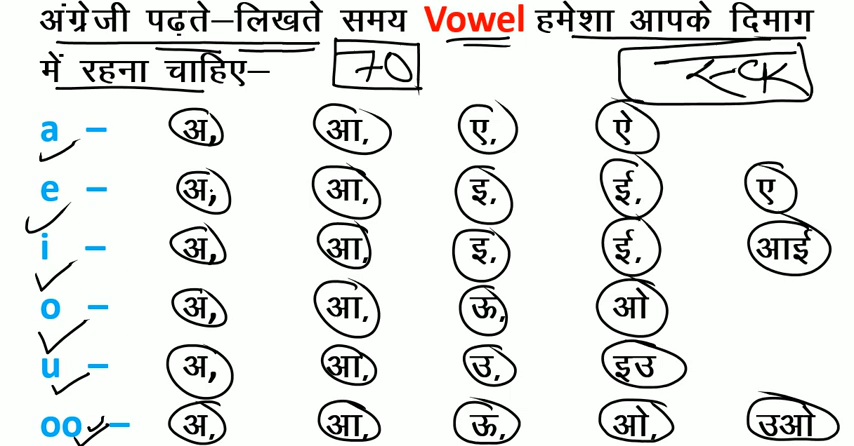 अंग्रेजी पढ़ते–लिखते समय Vowel हमेशा आपके दिमाग
में रहना चाहिए– 70
a – अ, आ, ए, ऐ
e – अ, आ, इ, ई, ए
i – अ, आ, इ, ई, आई
o – अ, आ, ऊ, ओ
u – अ, आ, उ, इउ
oo – अ, आ, ऊ, ओ, उओ